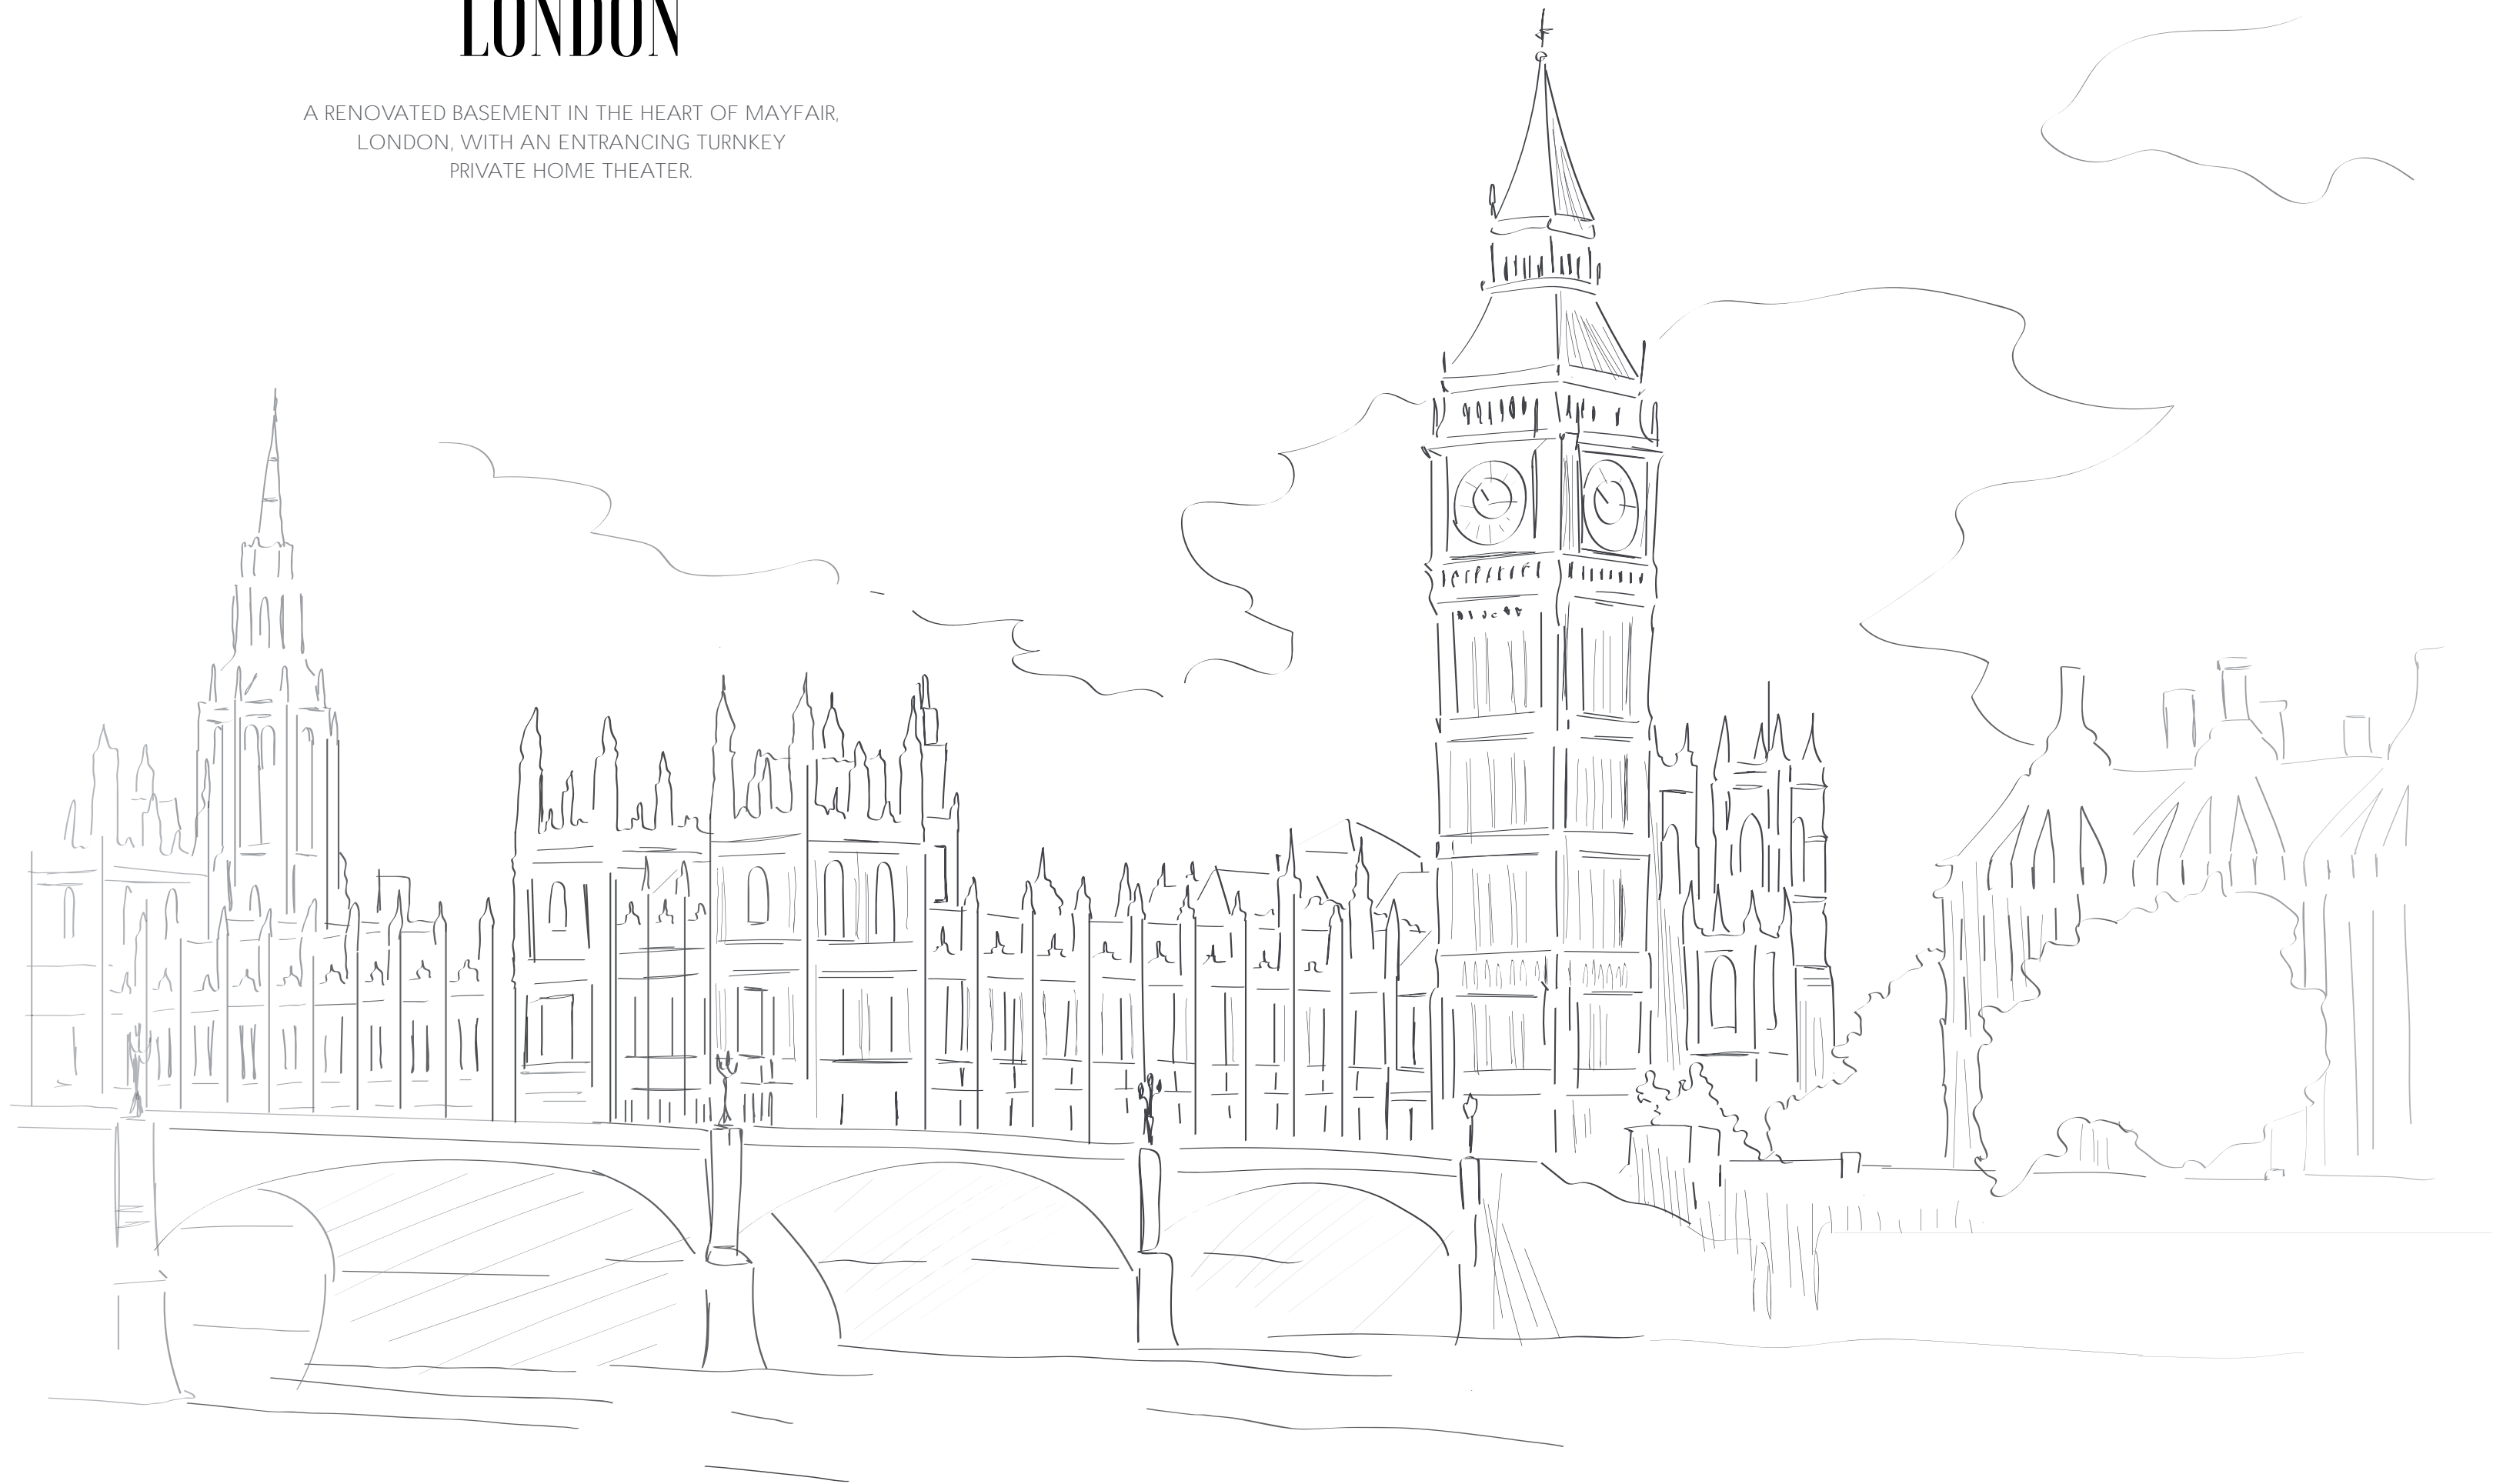 LONDON
A RENOVATED BASEMENT IN THE HEART OF MAYFAIR,
LONDON, WITH AN ENTRANCING TURNKEY
PRIVATE HOME THEATER.